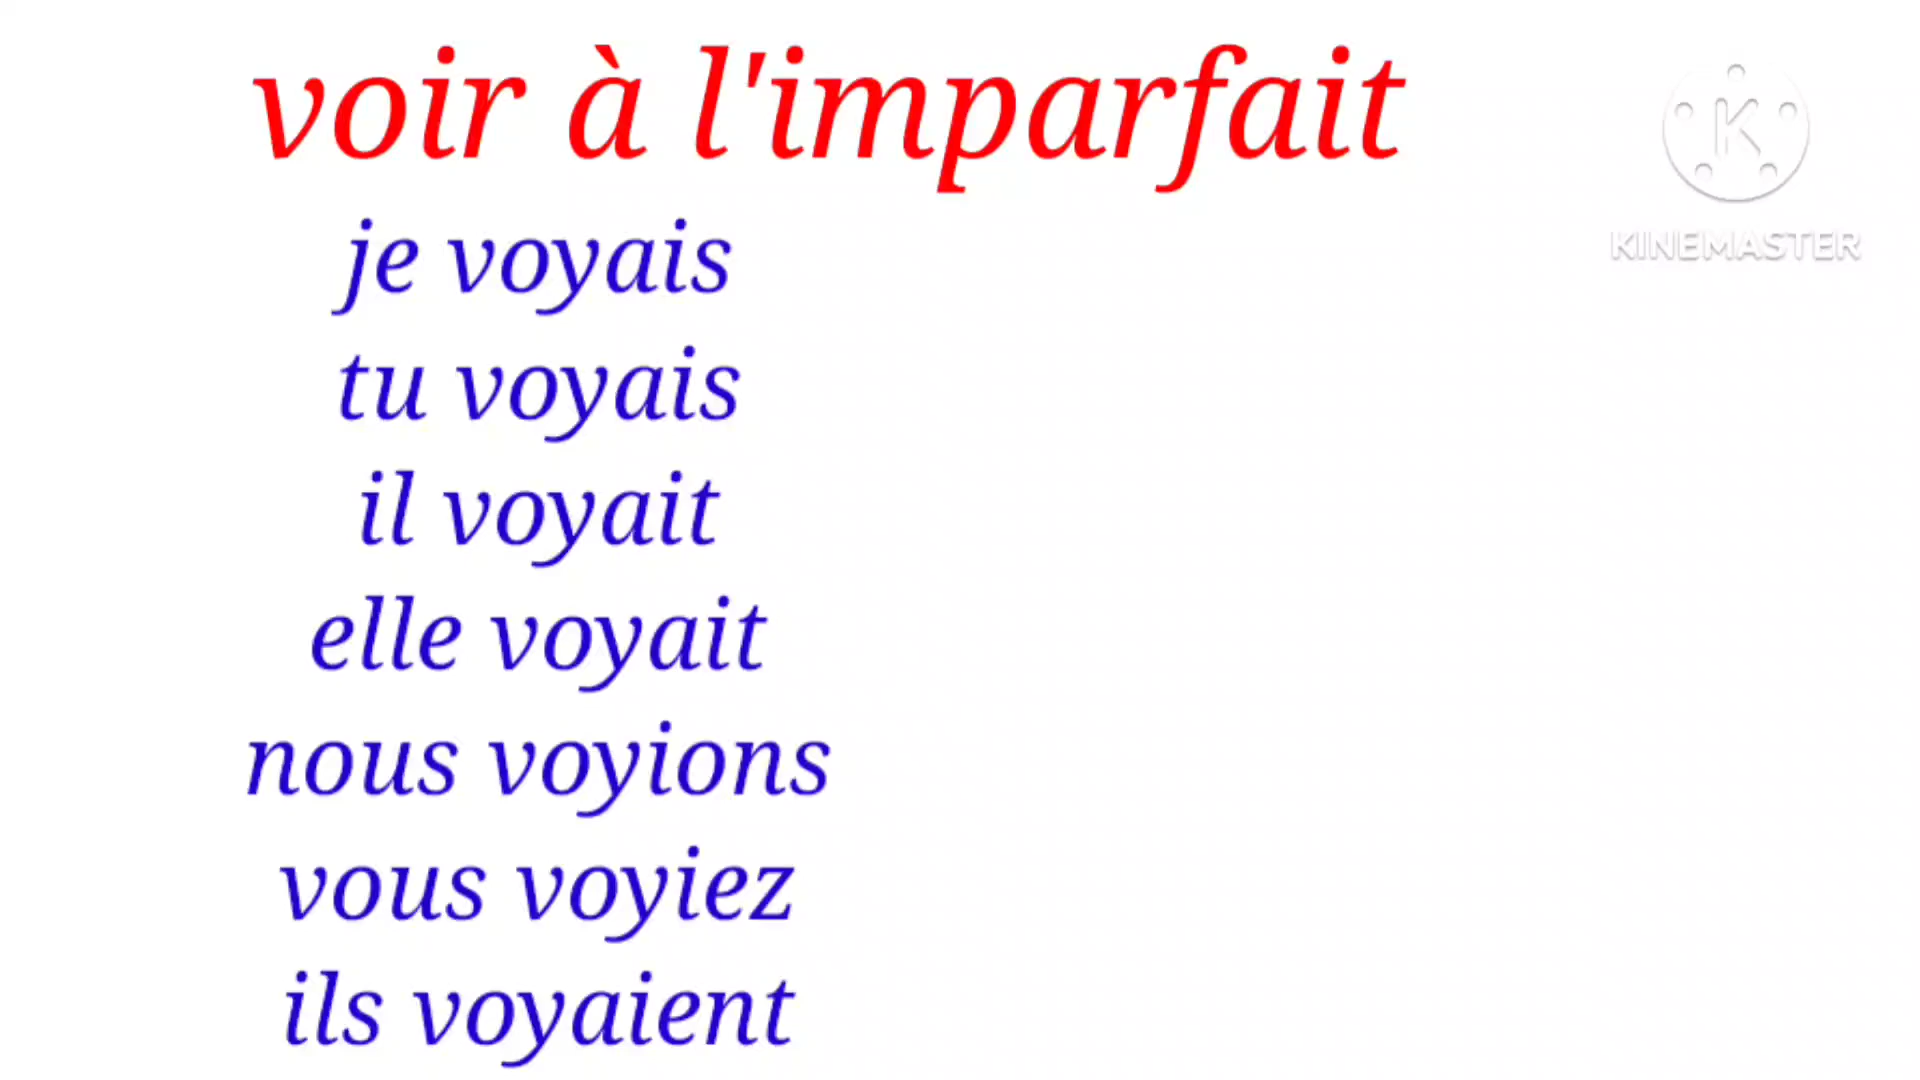 voir à l'imparfait
je voyais
tu voyais
il voyait
elle voyait
nous voyions
vous voyiez
ils voyaient
K
KINEMASTER